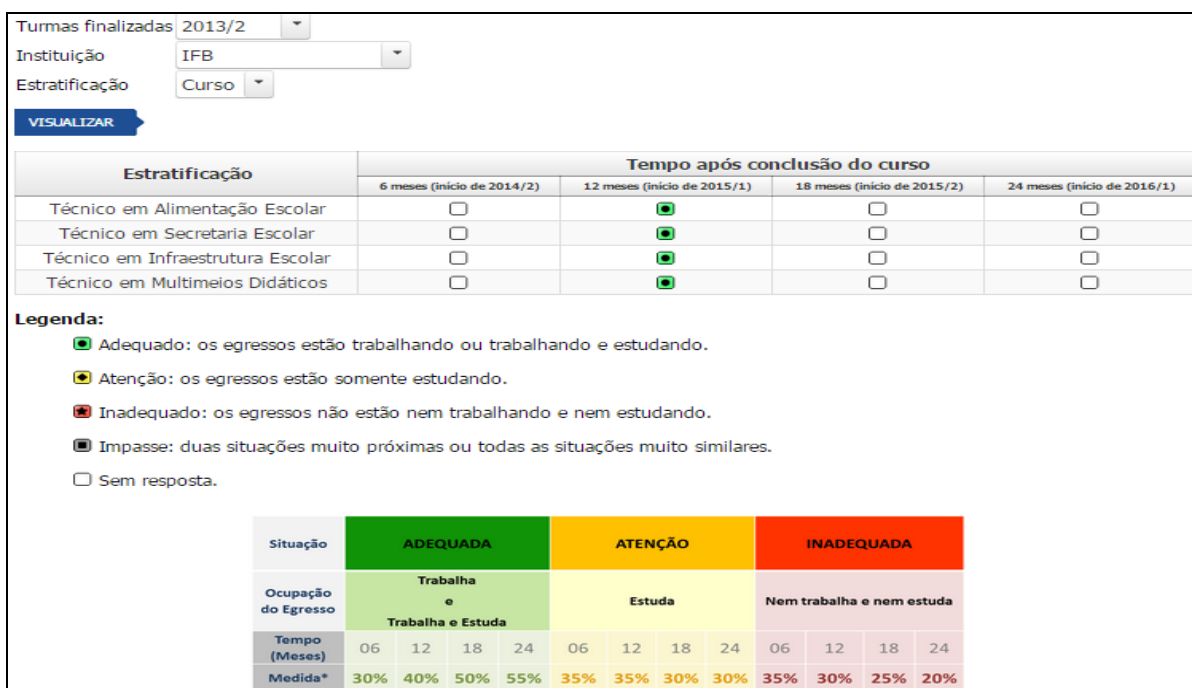 Turmas finalizadas 2013/2
Instituição IFB
Estratificação Curso
VISUALIZAR
Estratificação Tempo após conclusão do curso
6 meses (início de 2014/2) 12 meses (início de 2015/1) 18 meses (início de 2015/2) 24 meses (início de 2016/1)
Técnico em Alimentação Escolar
Técnico em Secretaria Escolar
Técnico em Infraestrutura Escolar
Técnico em Multimeios Didáticos
Legenda:
Adequado: os egressos estão trabalhando ou trabalhando e estudando.
Atenção: os egressos estão somente estudando.
Inadequado: os egressos não estão nem trabalhando e nem estudando.
Impasse: duas situações muito próximas ou todas as situações muito similares.
Sem resposta.
Situação ADEQUADA ATENÇÃO INADEQUADA
Ocupação do Egresso Trabalha e Trabalha e Estuda Estuda Nem trabalha e nem estuda
Tempo (Meses) 06 12 18 24 06 12 18 24 06 12 18 24
Medida* 30% 40% 50% 55% 35% 35% 30% 30% 35% 30% 25% 20%